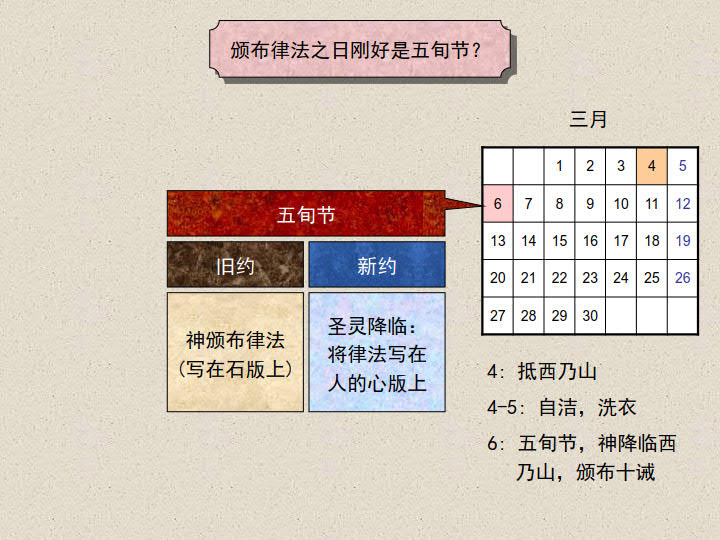 颁布律法之日刚好是五旬节？
三月
1 2 3 4 5
6 7 8 9 10 11 12
13 14 15 16 17 18 19
20 21 22 23 24 25 26
27 28 29 30
五旬节
旧约 新约
神颁布律法
(写在石版上)
圣灵降临：
将律法写在
人的心版上
4：抵西乃山
4-5：自洁，洗衣
6：五旬节，神降临西
乃山，颁布十诫